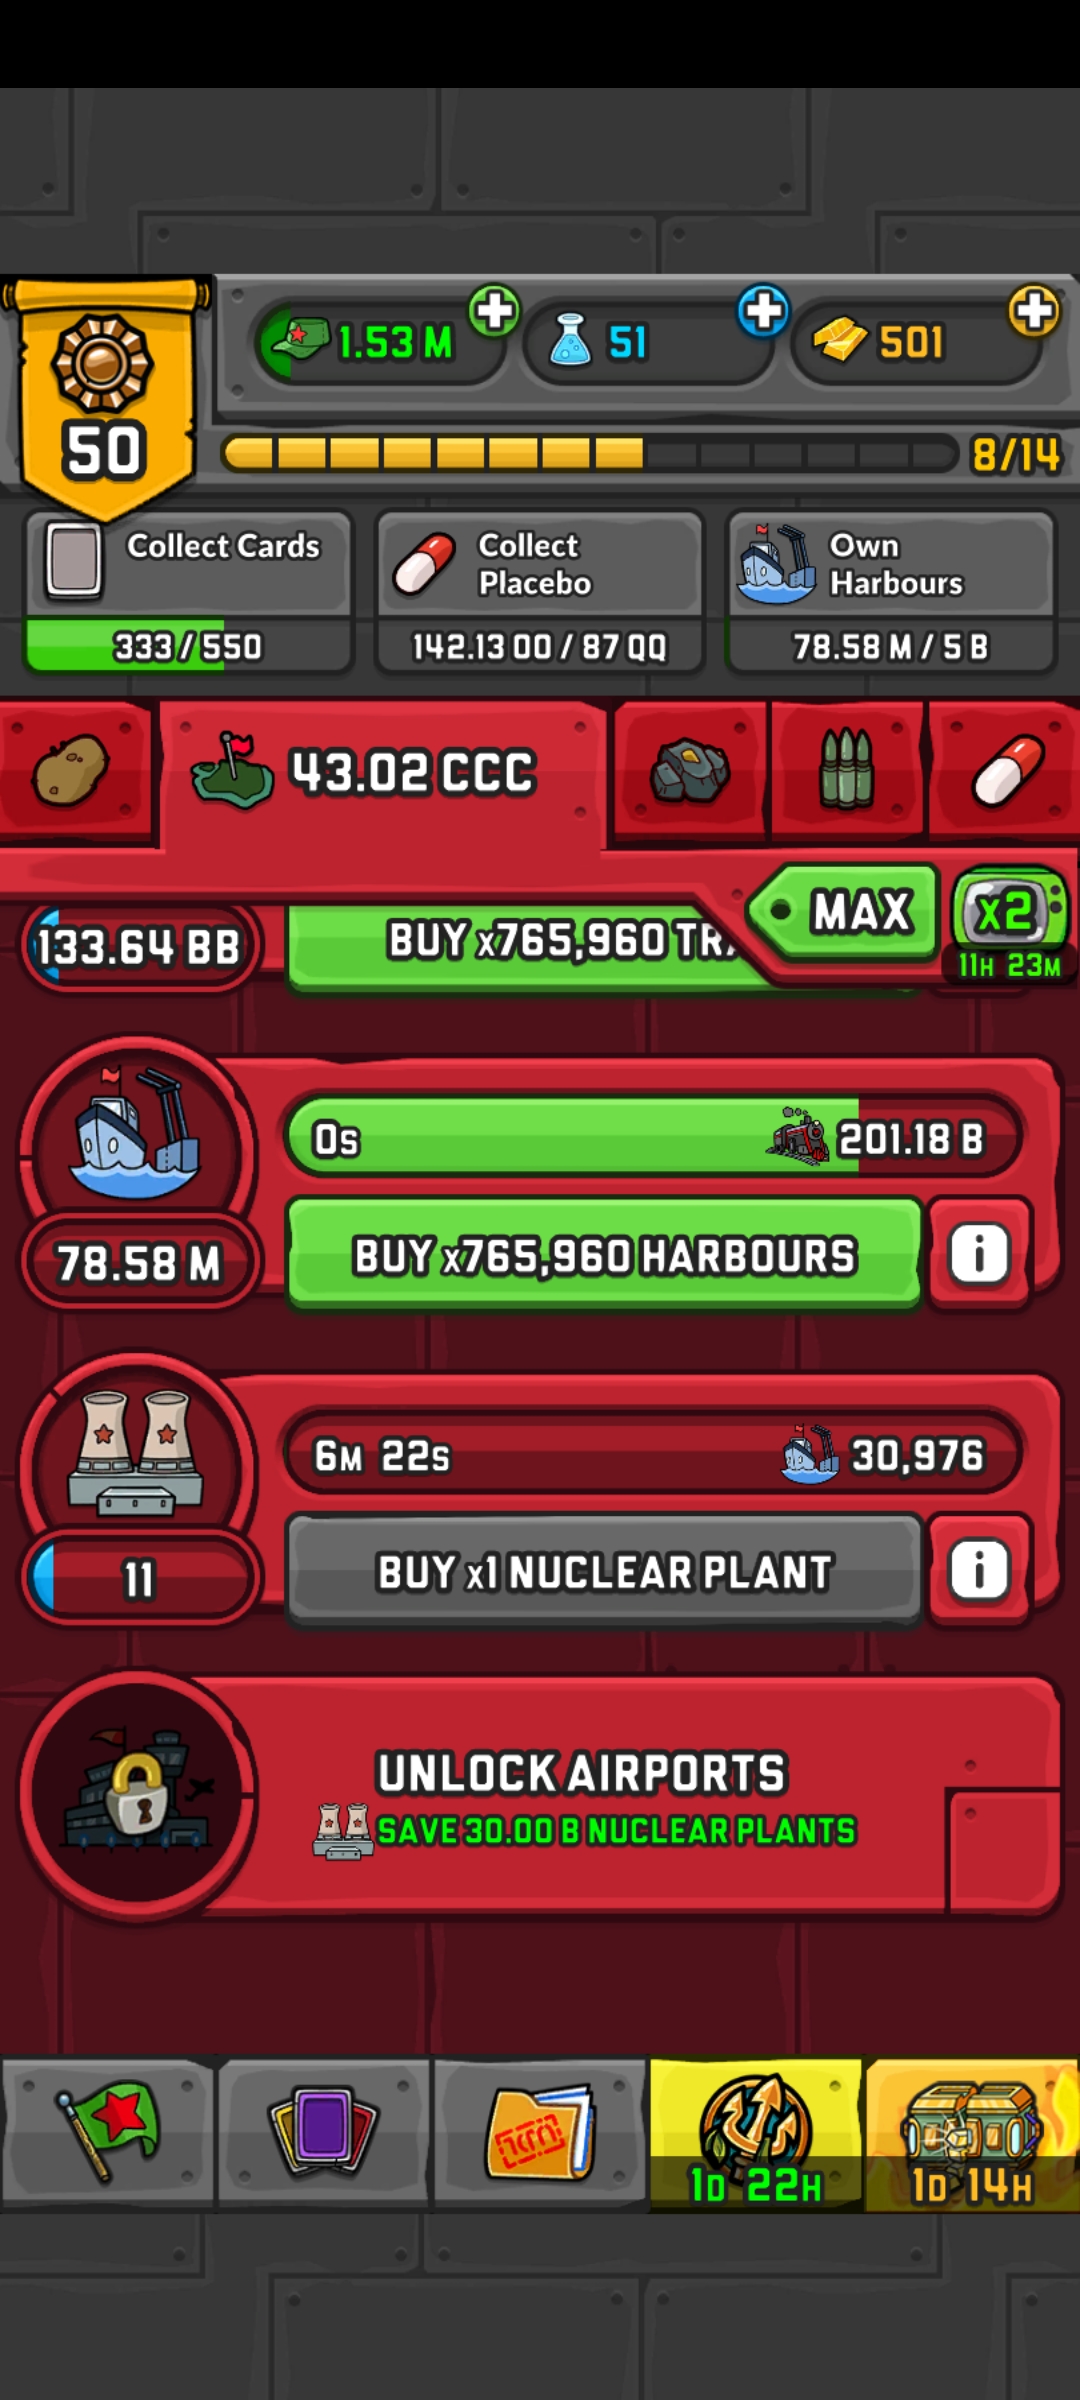 1.53 M
51
501
50
8/14
Collect Cards
333 / 550
Collect
Placebo
142.13 OO / 87 QQ
Own
Harbours
78.58 M / 5 B
43.02 CCC
MAX
x2
11H 23M
133.64 BB
BUY x765,960
0s
201.18 B
78.58 M
BUY x765,960 HARBOURS
i
6M 22s
30,976
11
BUY x1 NUCLEAR PLANT
i
UNLOCK AIRPORTS
SAVE 30.00 B NUCLEAR PLANTS
1D 22H
1D 14H